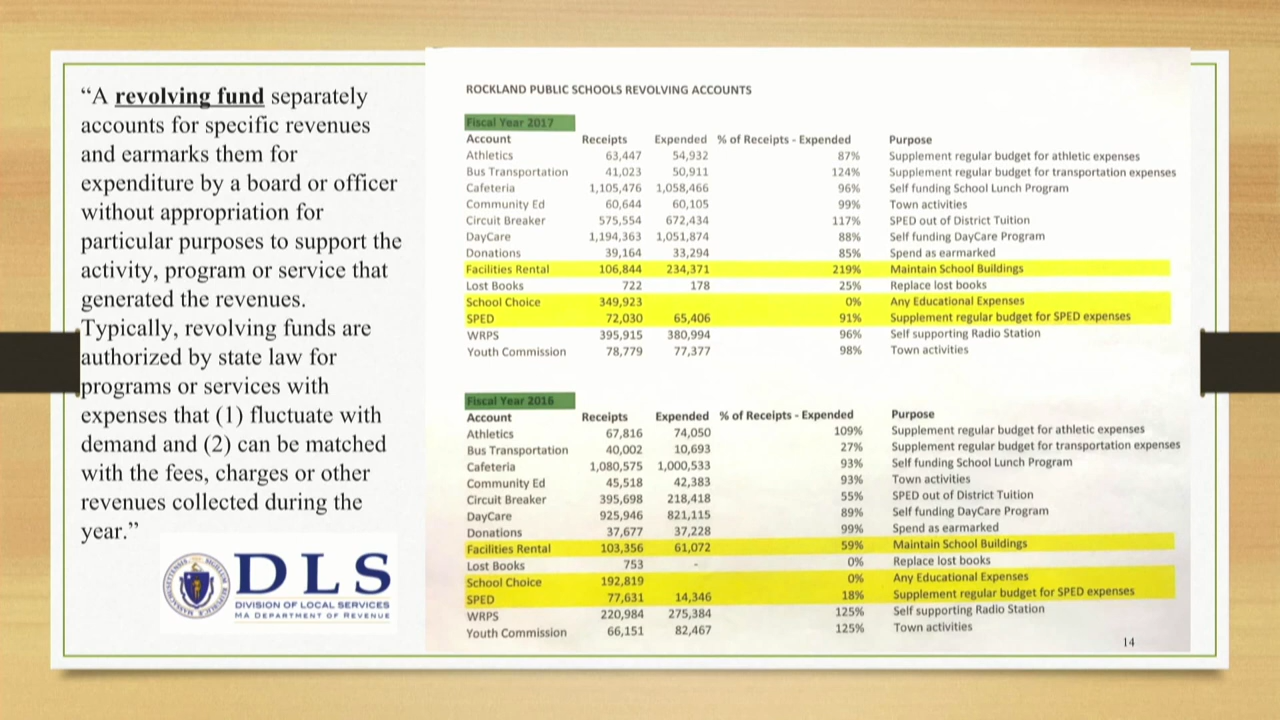 “A revolving fund separately
accounts for specific revenues
and earmarks them for
expenditure by a board or officer
without appropriation for
particular purposes to support the
activity, program or service that
generated the revenues.
Typically, revolving funds are
authorized by state law for
programs or services with
expenses that (1) fluctuate with
demand and (2) can be matched
with the fees, charges or other
revenues collected during the
year.”
DLS
DIVISION OF LOCAL SERVICES
MA DEPARTMENT OF REVENUE
ROCKLAND PUBLIC SCHOOLS REVOLVING ACCOUNTS
Fiscal Year 2017
Account Receipts Expended % of Receipts - Expended Purpose
Athletics 63,447 54,932 87% Supplement regular budget for athletic expenses
Bus Transportation 41,023 50,911 124% Supplement regular budget for transportation expenses
Cafeteria 1,105,476 1,058,466 96% Self funding School Lunch Program
Community Ed 60,644 60,105 99% Town activities
Circuit Breaker 575,554 672,434 117% SPED out of District Tuition
DayCare 1,194,363 1,051,874 88% Self funding DayCare Program
Donations 39,164 33,294 85% Spend as earmarked
Facilities Rental 106,844 234,371 219% Maintain School Buildings
Lost Books 722 178 25% Replace lost books
School Choice 349,923 0% Any Educational Expenses
SPED 72,030 65,406 91% Supplement regular budget for SPED expenses
WRPS 395,915 380,994 96% Self supporting Radio Station
Youth Commission 78,779 77,377 98% Town activities
Fiscal Year 2016
Account Receipts Expended % of Receipts - Expended Purpose
Athletics 67,816 74,050 109% Supplement regular budget for athletic expenses
Bus Transportation 40,002 10,693 27% Supplement regular budget for transportation expenses
Cafeteria 1,080,575 1,000,533 93% Self funding School Lunch Program
Community Ed 45,518 42,383 93% Town activities
Circuit Breaker 395,698 218,418 55% SPED out of District Tuition
DayCare 925,946 821,115 89% Self funding DayCare Program
Donations 37,677 37,228 99% Spend as earmarked
Facilities Rental 103,356 61,072 59% Maintain School Buildings
Lost Books 753 - 0% Replace lost books
School Choice 192,819 0% Any Educational Expenses
SPED 77,631 14,346 18% Supplement regular budget for SPED expenses
WRPS 220,984 275,384 125% Self supporting Radio Station
Youth Commission 66,151 82,467 125% Town activities
14